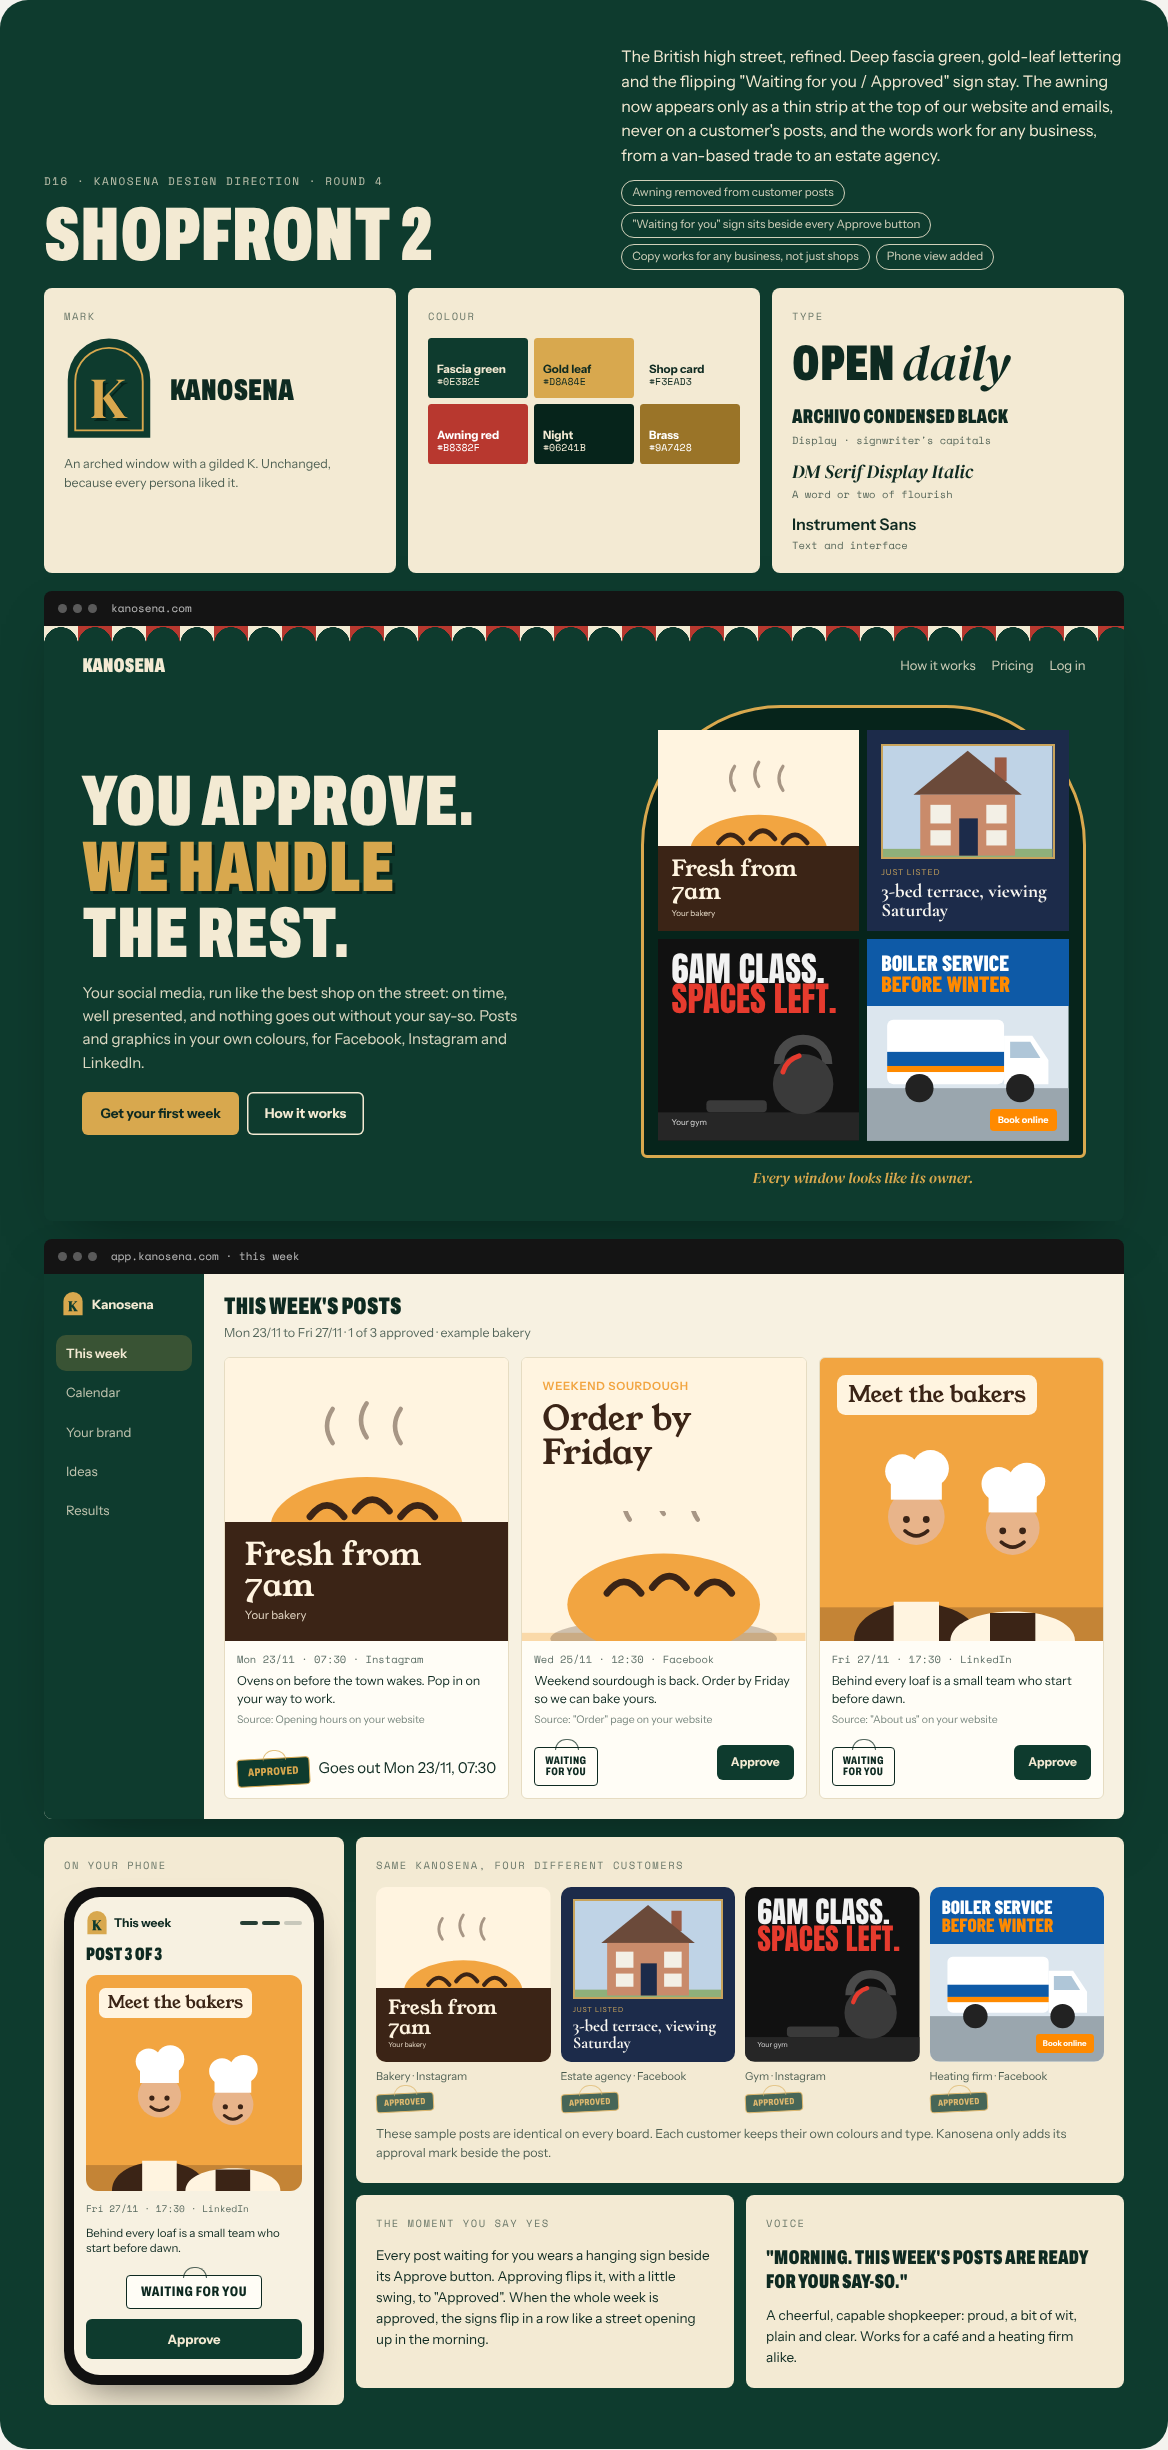 The British high street, refined. Deep fascia green, gold-leaf lettering
and the flipping "Waiting for you / Approved" sign stay. The awning
now appears only as a thin strip at the top of our website and emails,
never on a customer's posts, and the words work for any business,
from a van-based trade to an estate agency.
D16 · KANOSENA DESIGN DIRECTION · ROUND 4
SHOPFRONT 2
Awning removed from customer posts
"Waiting for you" sign sits beside every Approve button
Copy works for any business, not just shops
Phone view added
MARK
K
KANOSENA
An arched window with a gilded K. Unchanged,
because every persona liked it.
COLOUR
Fascia green
#0E3B2E
Gold leaf
#D8A84E
Shop card
#F3EAD3
Awning red
#B8382F
Night
#06241B
Brass
#9A7428
TYPE
OPEN daily
ARCHIVO CONDENSED BLACK
Display · signwriter's capitals
DM Serif Display Italic
A word or two of flourish
Instrument Sans
Text and interface
kanosena.com
KANOSENA
How it works
Pricing
Log in
YOU APPROVE.
WE HANDLE
THE REST.
Your social media, run like the best shop on the street: on time,
well presented, and nothing goes out without your say-so. Posts
and graphics in your own colours, for Facebook, Instagram and
LinkedIn.
Get your first week
How it works
Fresh from
7am
Your bakery
JUST LISTED
3-bed terrace, viewing
Saturday
6AM CLASS.
SPACES LEFT.
Your gym
BOILER SERVICE
BEFORE WINTER
Book online
Every window looks like its owner.
app.kanosena.com · this week
K
Kanosena
This week
Calendar
Your brand
Ideas
Results
THIS WEEK'S POSTS
Mon 23/11 to Fri 27/11 · 1 of 3 approved · example bakery
Fresh from
7am
Your bakery
Mon 23/11 · 07:30 · Instagram
Ovens on before the town wakes. Pop in on
your way to work.
Source: Opening hours on your website
APPROVED
Goes out Mon 23/11, 07:30
WEEKEND SOURDOUGH
Order by
Friday
Wed 25/11 · 12:30 · Facebook
Weekend sourdough is back. Order by Friday
so we can bake yours.
Source: "Order" page on your website
WAITING
FOR YOU
Approve
Meet the bakers
Fri 27/11 · 17:30 · LinkedIn
Behind every loaf is a small team who start
before dawn.
Source: "About us" on your website
WAITING
FOR YOU
Approve
ON YOUR PHONE
K
This week
POST 3 OF 3
Meet the bakers
Fri 27/11 · 17:30 · LinkedIn
Behind every loaf is a small team who
start before dawn.
WAITING FOR YOU
Approve
SAME KANOSENA, FOUR DIFFERENT CUSTOMERS
Fresh from
7am
Your bakery
Bakery · Instagram
APPROVED
JUST LISTED
3-bed terrace, viewing
Saturday
Estate agency · Facebook
APPROVED
6AM CLASS.
SPACES LEFT.
Your gym
Gym · Instagram
APPROVED
BOILER SERVICE
BEFORE WINTER
Book online
Heating firm · Facebook
APPROVED
These sample posts are identical on every board. Each customer keeps their own colours and type. Kanosena only adds its
approval mark beside the post.
THE MOMENT YOU SAY YES
Every post waiting for you wears a hanging sign beside
its Approve button. Approving flips it, with a little
swing, to "Approved". When the whole week is
approved, the signs flip in a row like a street opening
up in the morning.
VOICE
"MORNING. THIS WEEK'S POSTS ARE READY
FOR YOUR SAY-SO."
A cheerful, capable shopkeeper: proud, a bit of wit,
plain and clear. Works for a café and a heating firm
alike.